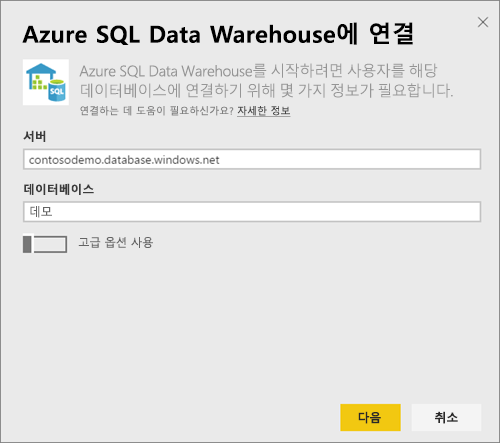 Azure SQL Data Warehouse에 연결
SQL
Azure SQL Data Warehouse를 시작하려면 사용자를 해당
데이터베이스에 연결하기 위해 몇 가지 정보가 필요합니다.
연결하는 데 도움이 필요하신가요? 자세한 정보
서버
contosodemo.database.windows.net
데이터베이스
데모
고급 옵션 사용
다음
취소